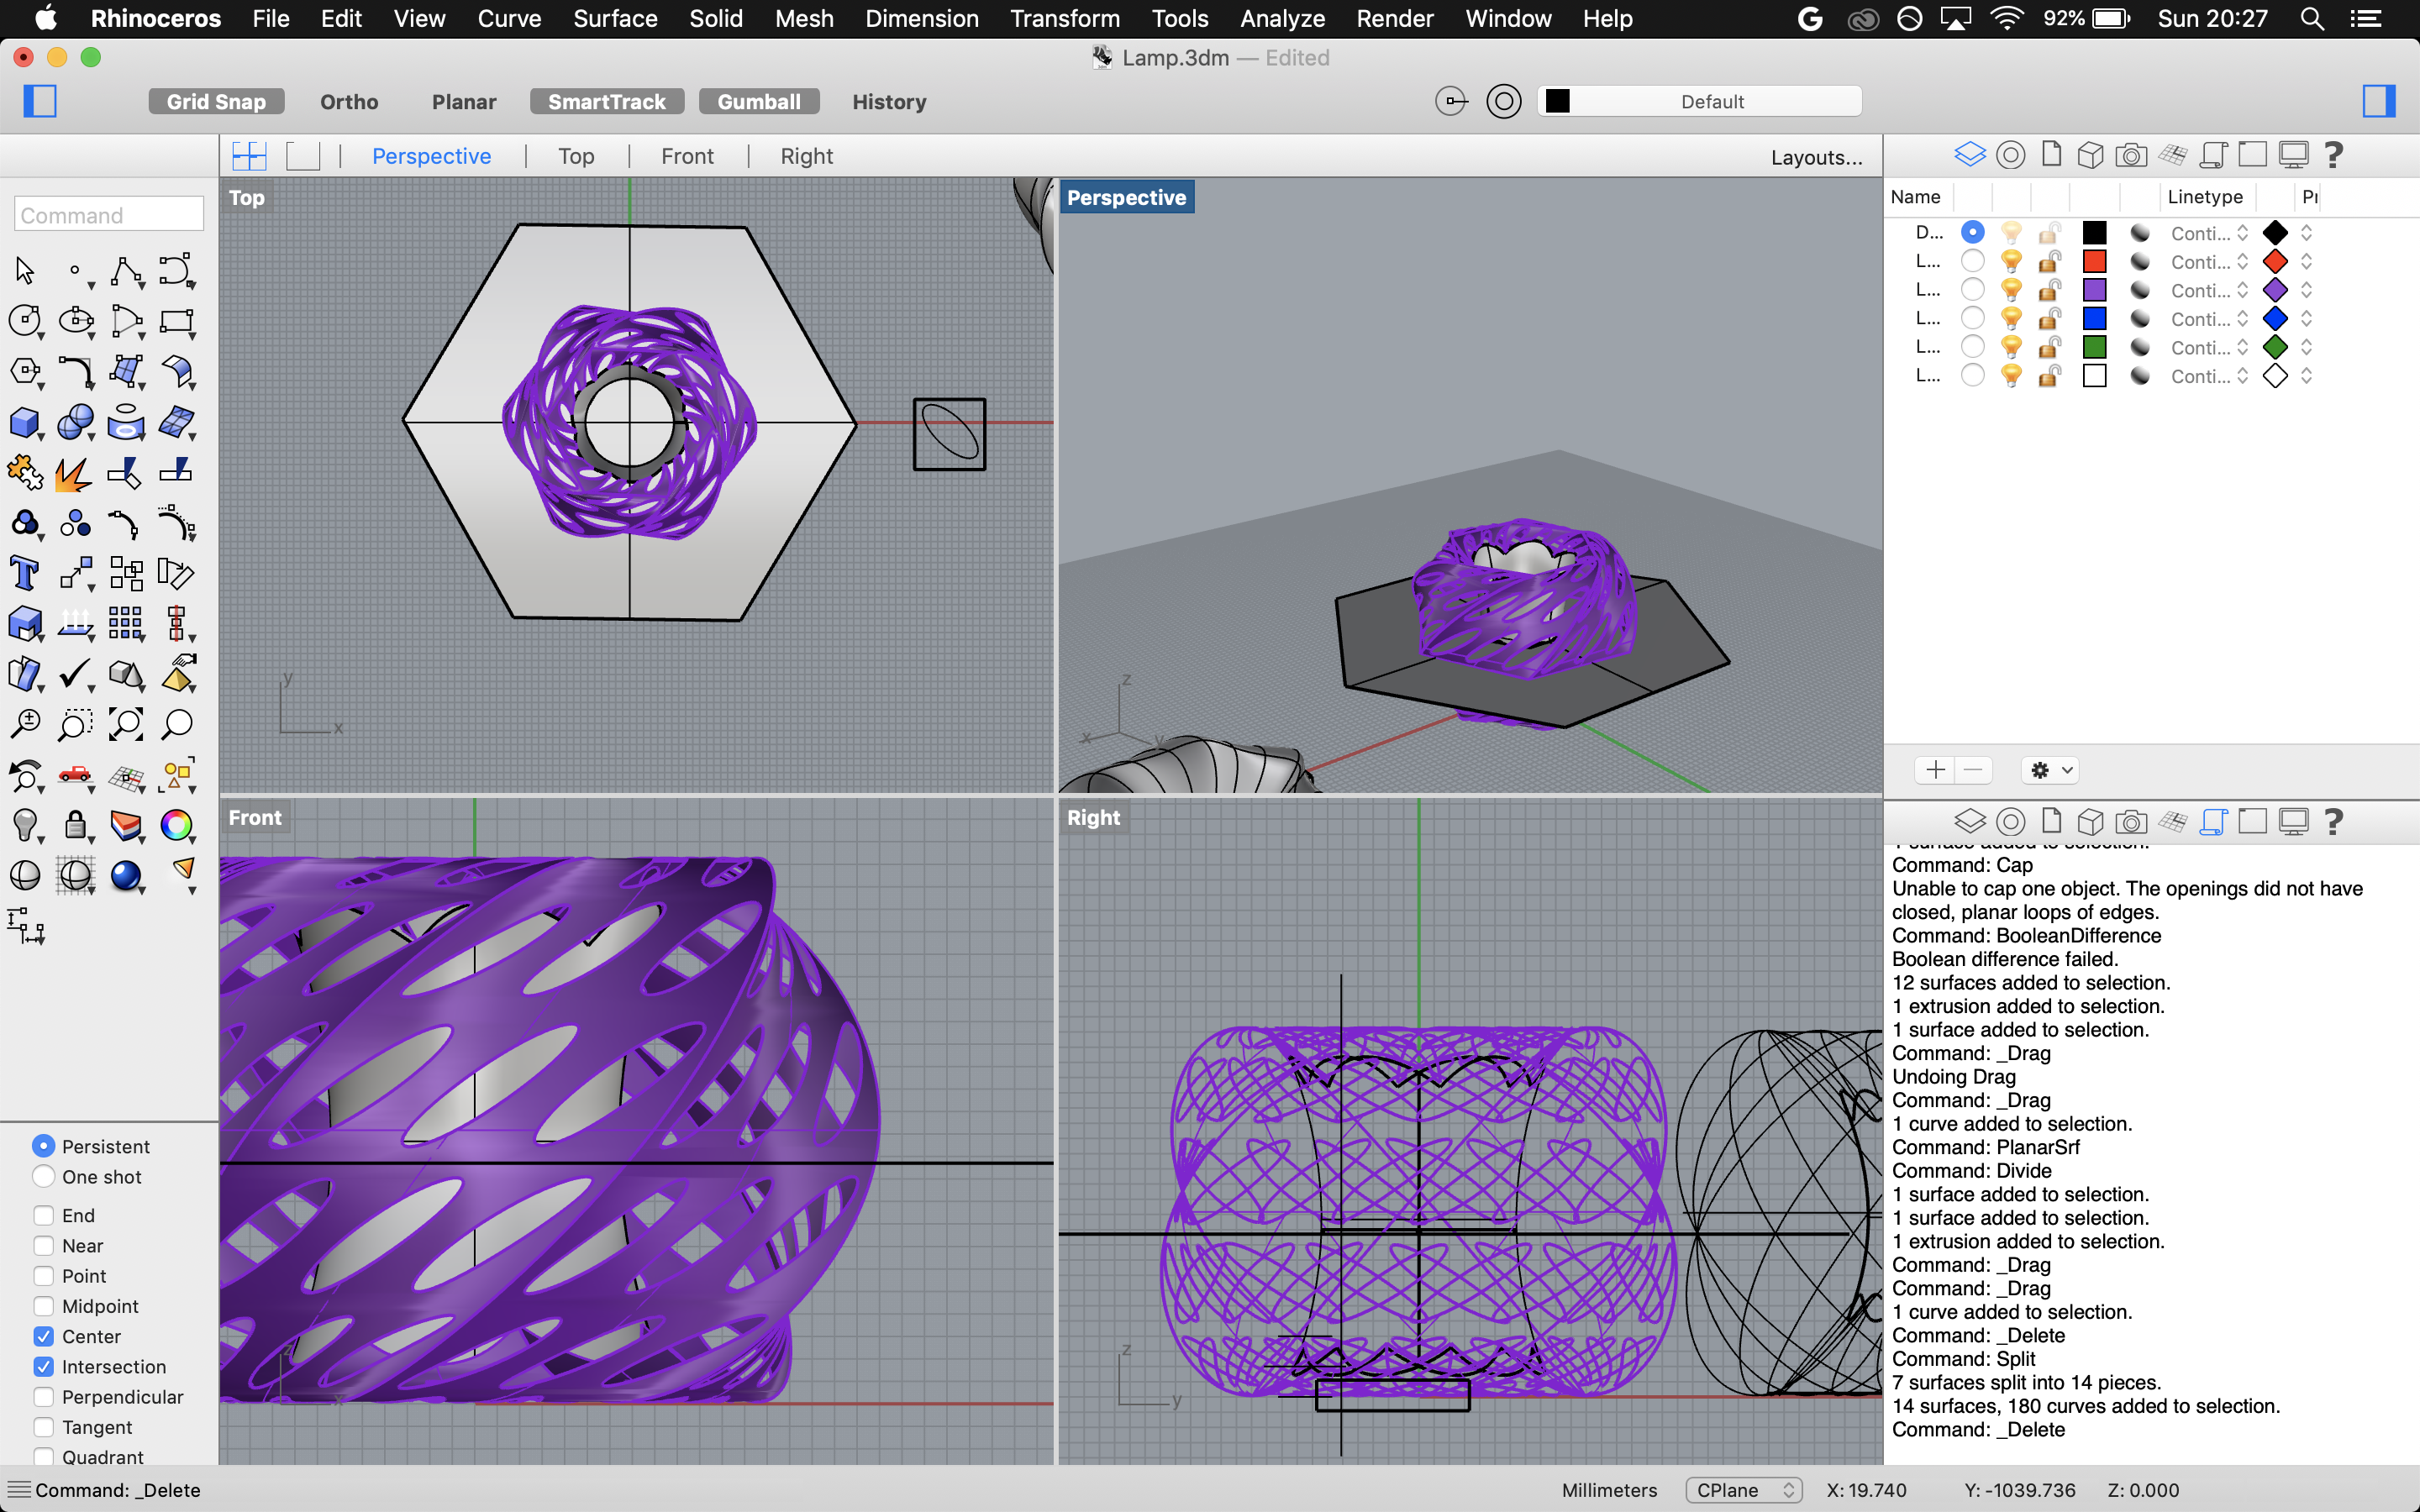 Rhinoceros File Edit View Curve Surface Solid Mesh Dimension Transform Tools Analyze Render Window Help G 92% Sun 20:27
Lamp.3dm — Edited
Grid Snap Ortho Planar SmartTrack Gumball History Default
Perspective Top Front Right Layouts...
Command
Top
y
x
Perspective
z
x
y
Front
z
x
Right
z
y
Name Linetype
D... Conti...
L... Conti...
L... Conti...
L... Conti...
L... Conti...
L... Conti...
Command: Cap
Unable to cap one object. The openings did not have
closed, planar loops of edges.
Command: BooleanDifference
Boolean difference failed.
12 surfaces added to selection.
1 extrusion added to selection.
1 surface added to selection.
Command: _Drag
Undoing Drag
Command: _Drag
1 curve added to selection.
Command: PlanarSrf
Command: Divide
1 surface added to selection.
1 surface added to selection.
1 extrusion added to selection.
Command: _Drag
Command: _Drag
1 curve added to selection.
Command: _Delete
Command: Split
7 surfaces split into 14 pieces.
14 surfaces, 180 curves added to selection.
Command: _Delete
Persistent
One shot
End
Near
Point
Midpoint
Center
Intersection
Perpendicular
Tangent
Quadrant
Command: _Delete Millimeters CPlane X: 19.740 Y: -1039.736 Z: 0.000